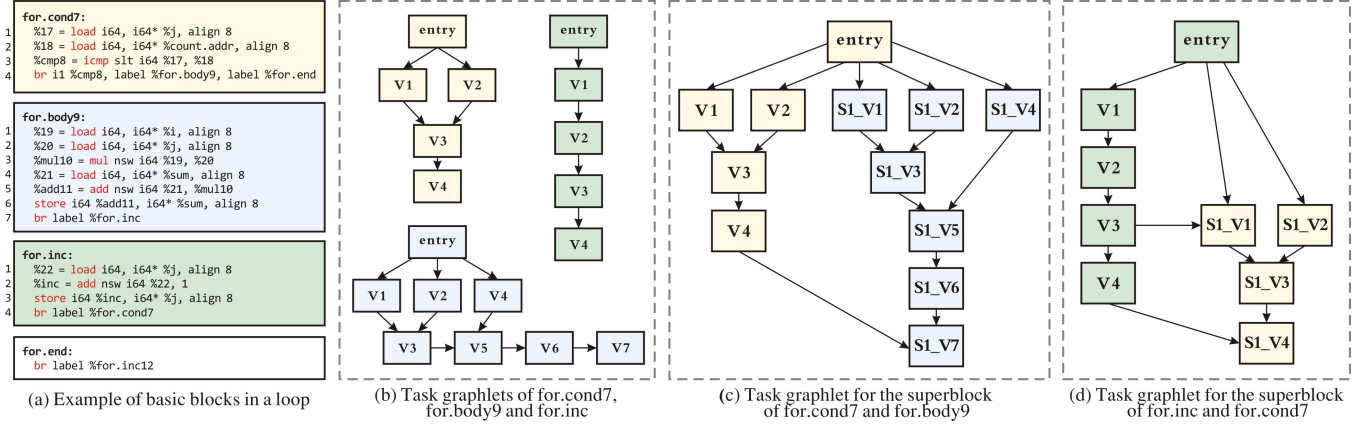 for.cond7:
1 %17 = load i64, i64* %j, align 8
2 %18 = load i64, i64* %count.addr, align 8
3 %cmp8 = icmp slt i64 %17, %18
4 br i1 %cmp8, label %for.body9, label %for.end
for.body9:
1 %19 = load i64, i64* %i, align 8
2 %20 = load i64, i64* %j, align 8
3 %mul10 = mul nsw i64 %19, %20
4 %21 = load i64, i64* %sum, align 8
5 %add11 = add nsw i64 %21, %mul10
6 store i64 %add11, i64* %sum, align 8
7 br label %for.inc
for.inc:
1 %22 = load i64, i64* %j, align 8
2 %inc = add nsw i64 %22, 1
3 store i64 %inc, i64* %j, align 8
4 br label %for.cond7
for.end:
br label %for.inc12
(a) Example of basic blocks in a loop
entry
V1 V2
V3
V4
entry
V1
V2
V3
V4
entry
V1 V2 V4
V3 V5 V6 V7
(b) Task graphlets of for.cond7,
for.body9 and for.inc
entry
V1 V2 S1_V1 S1_V2 S1_V4
V3 S1_V3
V4 S1_V5
S1_V6
S1_V7
(c) Task graphlet for the superblock
of for.cond7 and for.body9
entry
V1
V2
V3 S1_V1 S1_V2
V4 S1_V3
S1_V4
(d) Task graphlet for the superblock
of for.inc and for.cond7